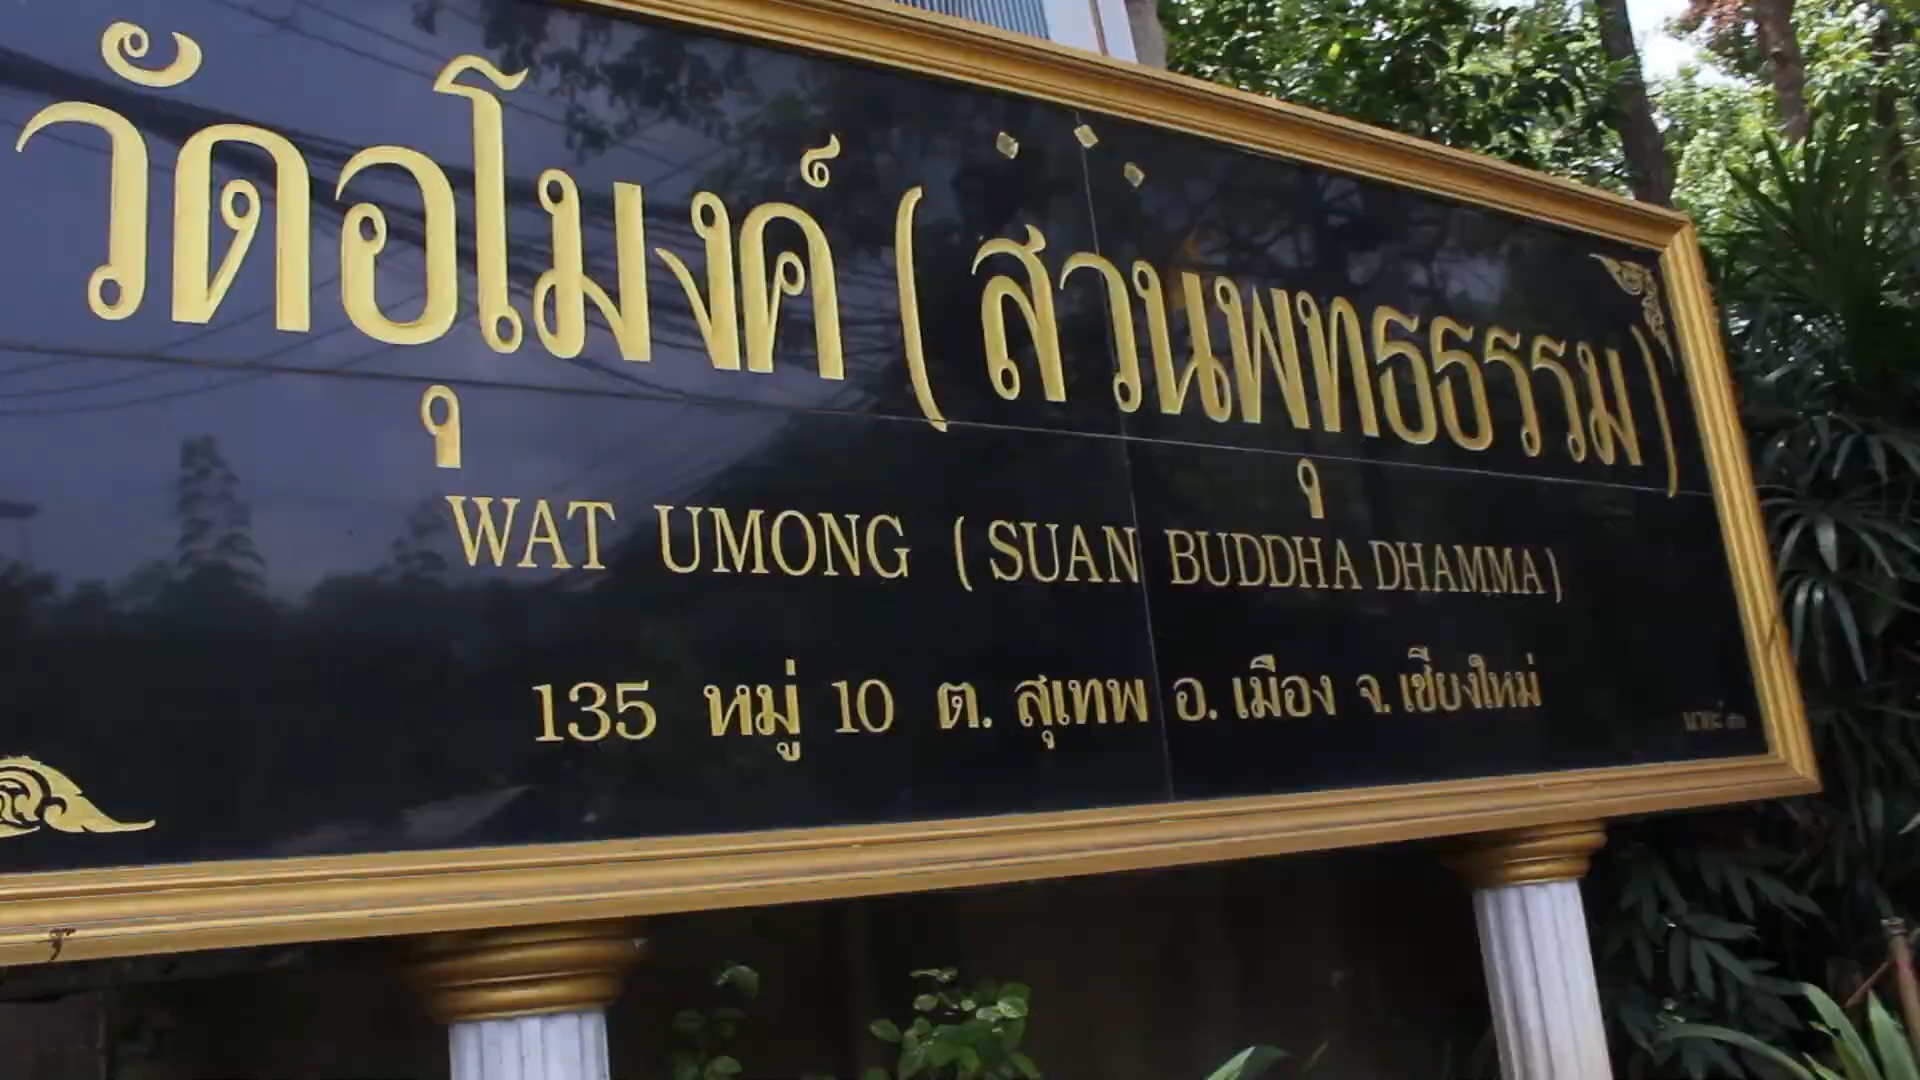 วัดอุโมงค์ (สวนพุทธธรรม)
WAT UMONG (SUAN BUDDHA DHAMMA)
135 หมู่ 10 ต. สุเทพ อ. เมือง จ. เชียงใหม่